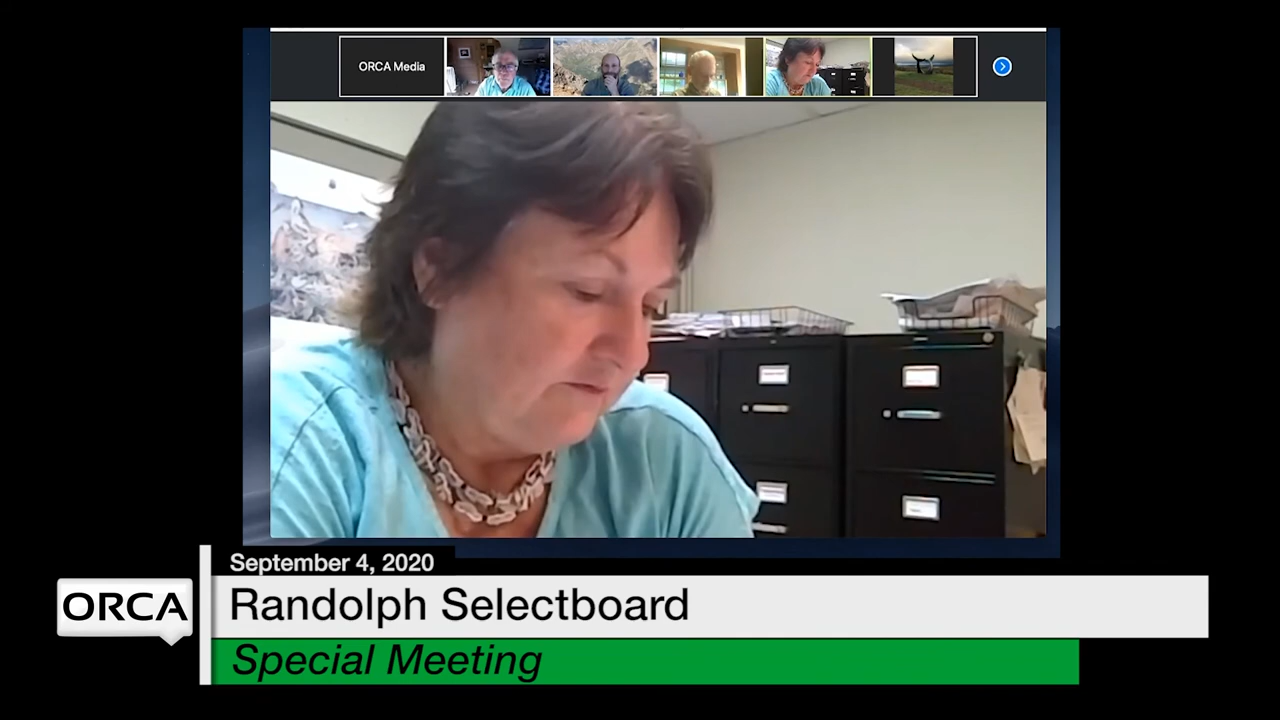 ORCA Media
September 4, 2020
ORCA
Randolph Selectboard
Special Meeting